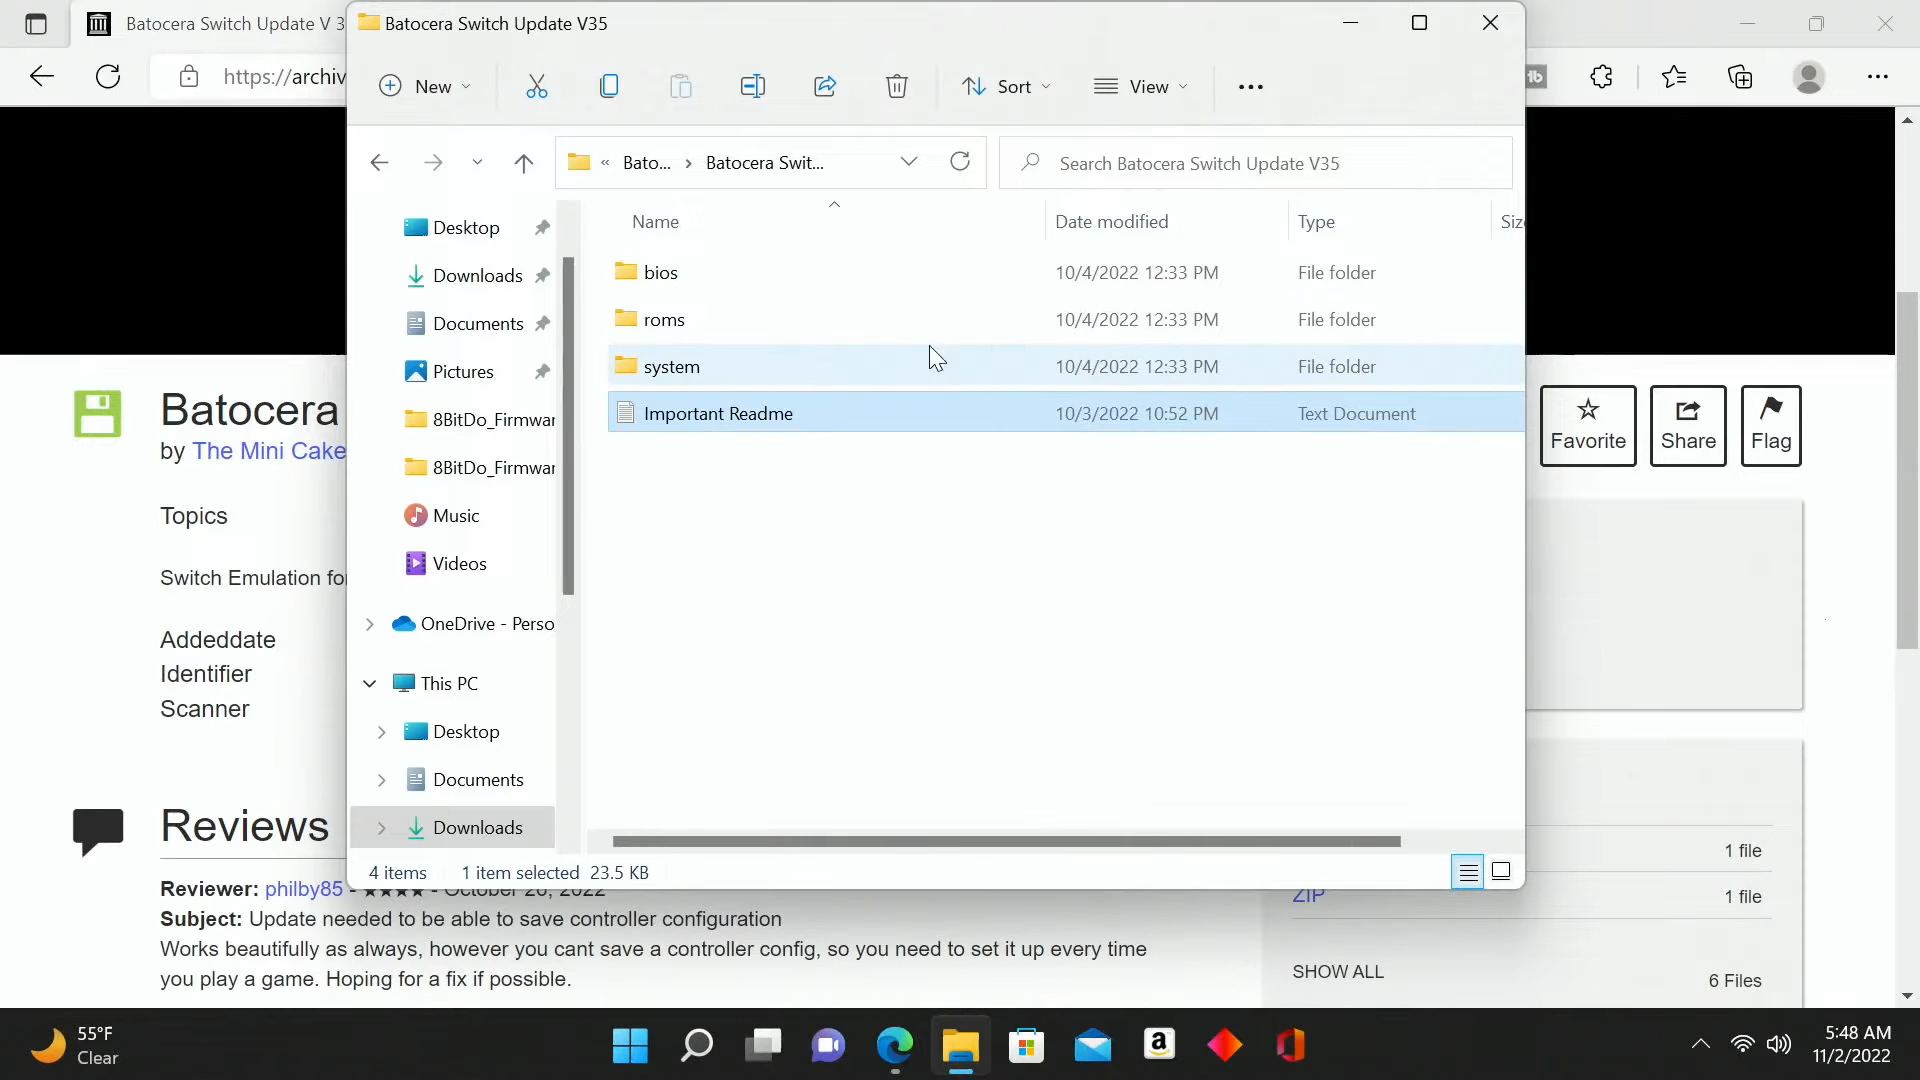 Batocera Switch Update V 3
Batocera Switch Update V35
https://archiv
New
Sort
View
Bato... › Batocera Swit...
Search Batocera Switch Update V35
Name
Date modified
Type
Siz
bios 10/4/2022 12:33 PM File folder
roms 10/4/2022 12:33 PM File folder
system 10/4/2022 12:33 PM File folder
Important Readme 10/3/2022 10:52 PM Text Document
Desktop
Downloads
Documents
Pictures
8BitDo_Firmwar
8BitDo_Firmwar
Music
Videos
OneDrive - Perso
This PC
Desktop
Documents
Downloads
4 items 1 item selected 23.5 KB
Batocera
by The Mini Cake
Favorite
Share
Flag
Topics
Switch Emulation for
Addeddate
Identifier
Scanner
Reviews
Reviewer: philby85 - ★★★★ - October 26, 2022
Subject: Update needed to be able to save controller configuration
Works beautifully as always, however you cant save a controller config, so you need to set it up every time
you play a game. Hoping for a fix if possible.
1 file
ZIP 1 file
SHOW ALL 6 Files
55°F
Clear
a
5:48 AM
11/2/2022